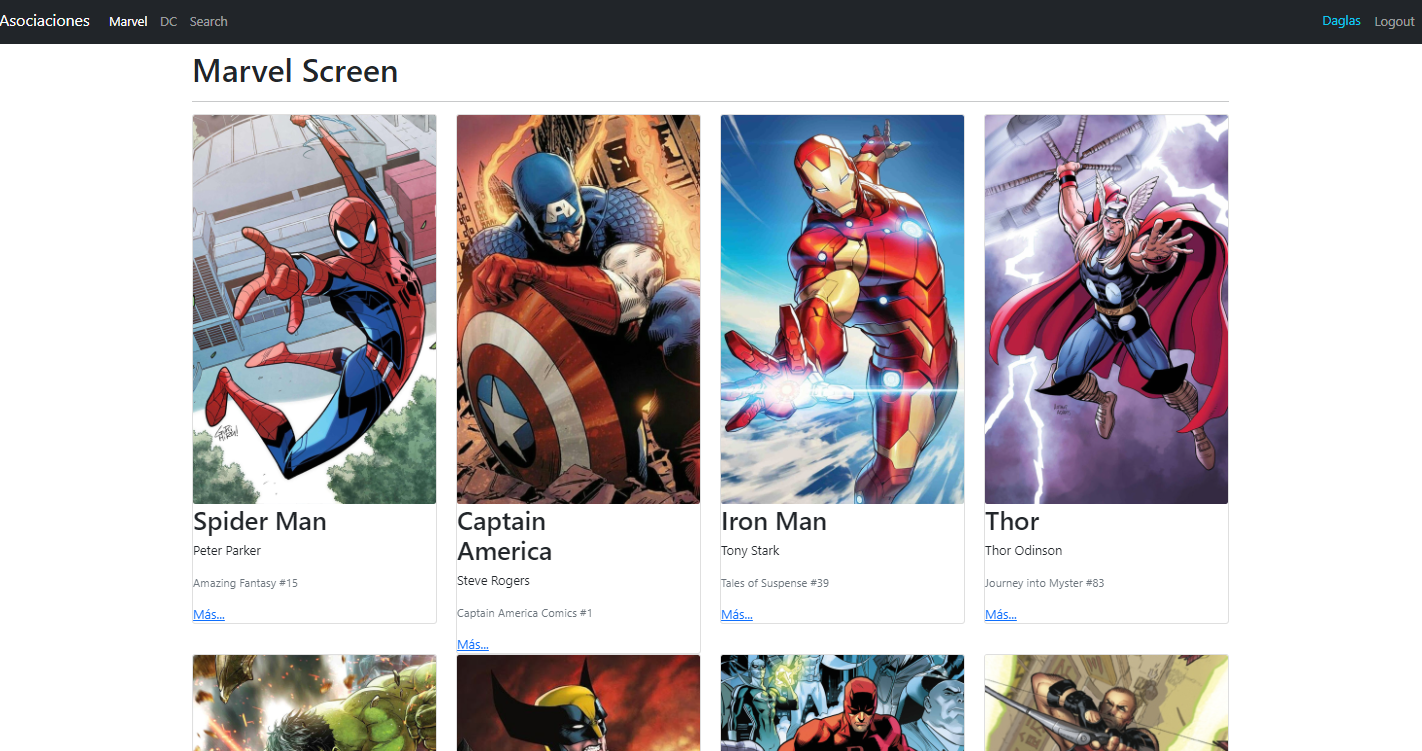 Asociaciones Marvel DC Search Daglas Logout
Marvel Screen
Spider Man
Peter Parker
Amazing Fantasy #15
Más...
Captain
America
Steve Rogers
Captain America Comics #1
Más...
Iron Man
Tony Stark
Tales of Suspense #39
Más...
Thor
Thor Odinson
Journey into Myster #83
Más...